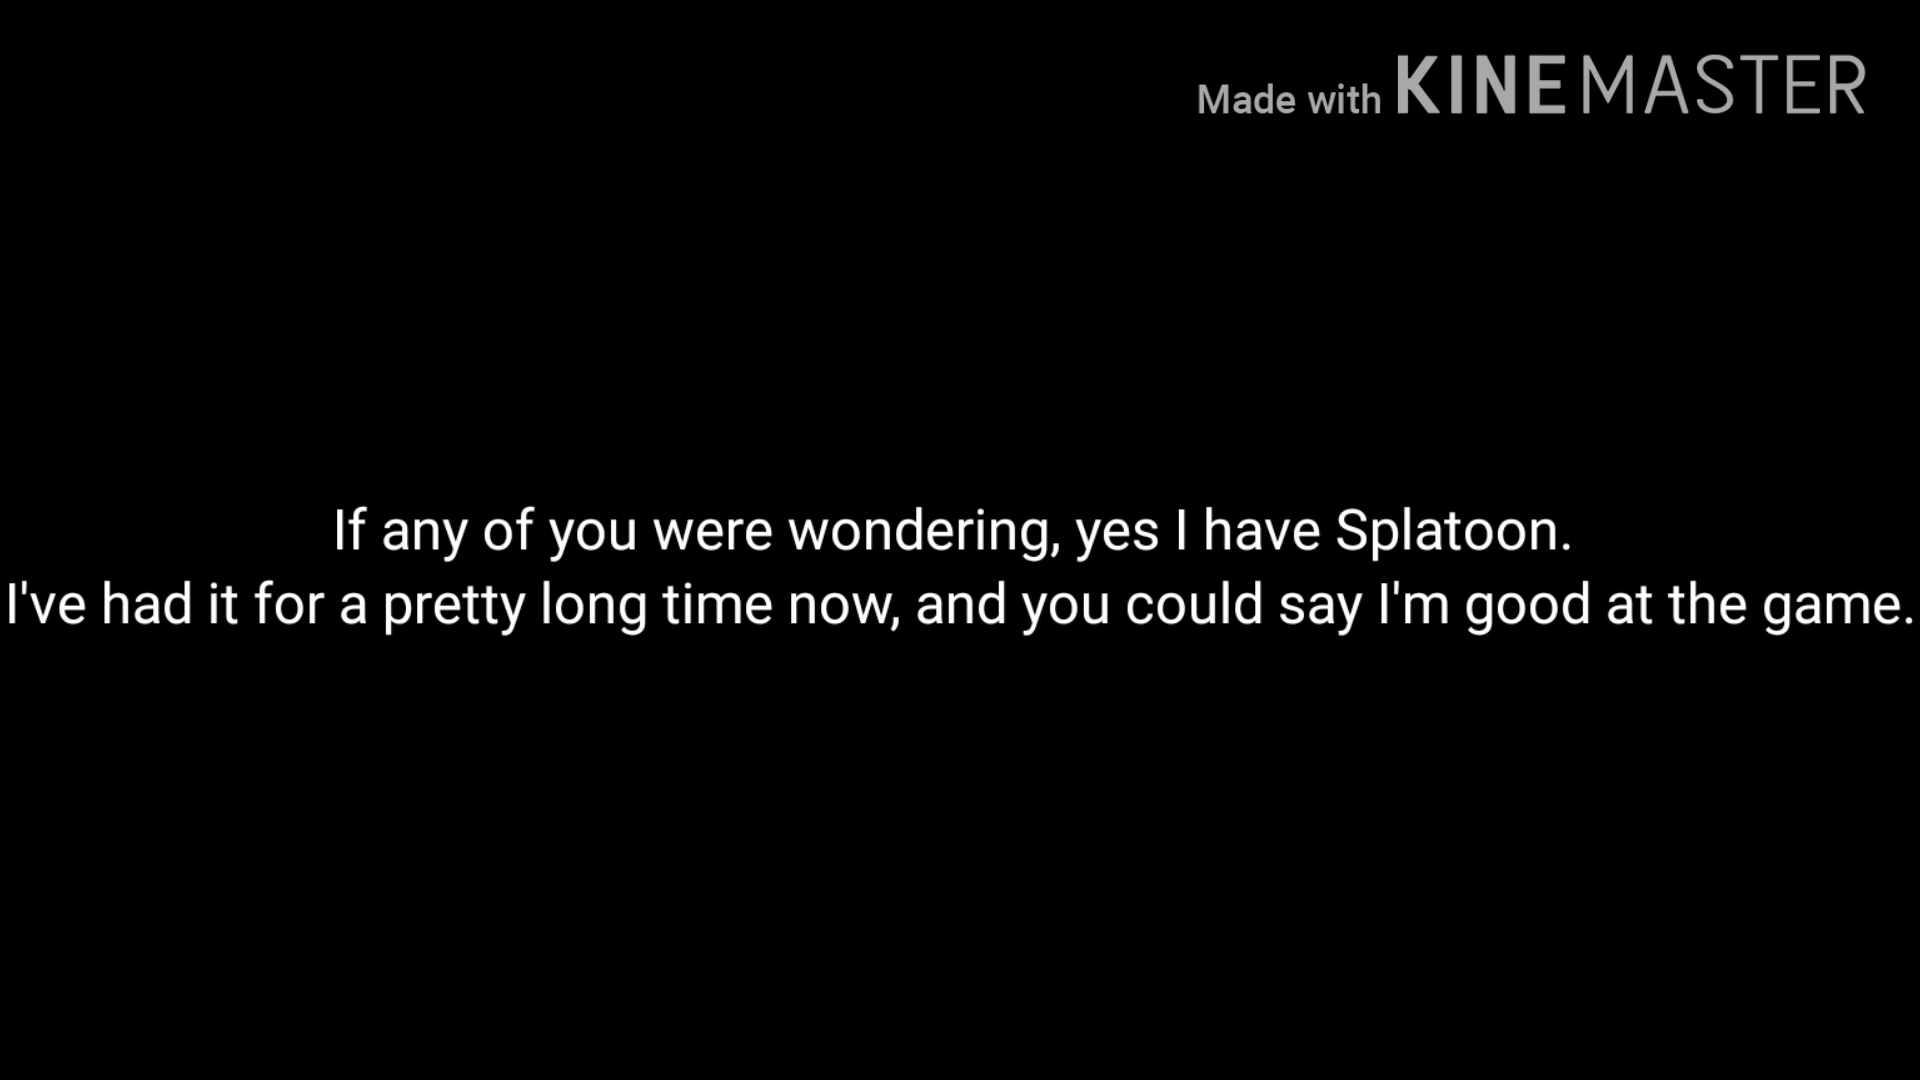 Made with KINEMASTER
If any of you were wondering, yes I have Splatoon.
I've had it for a pretty long time now, and you could say I'm good at the game.